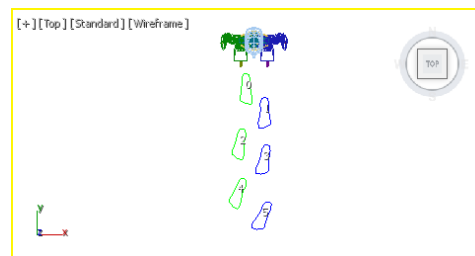 [+] [Top] [Standard] [Wireframe]
N
W TOP E
S
0
1
2
3
4
5
y
z x